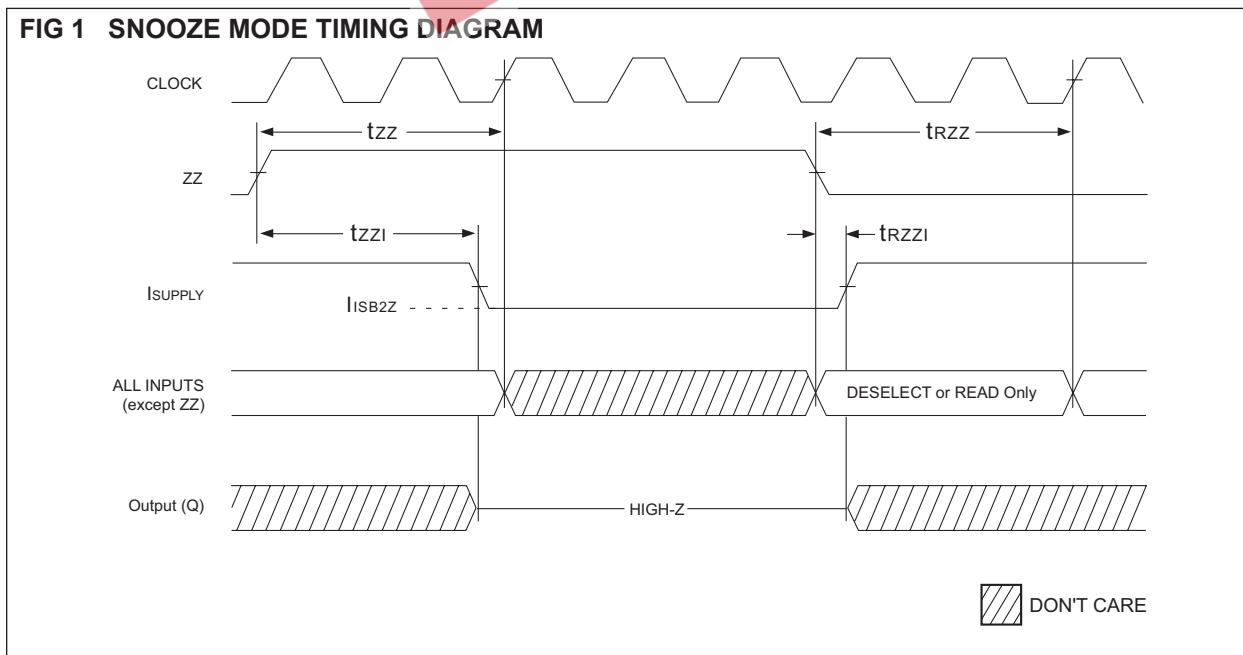 FIG 1 SNOOZE MODE TIMING DIAGRAM
CLOCK
tZZ
tRZZ
ZZ
tZZI
tRZZI
ISUPPLY
IISB2Z
ALL INPUTS
(except ZZ)
DESELECT or READ Only
Output (Q)
HIGH-Z
DON'T CARE